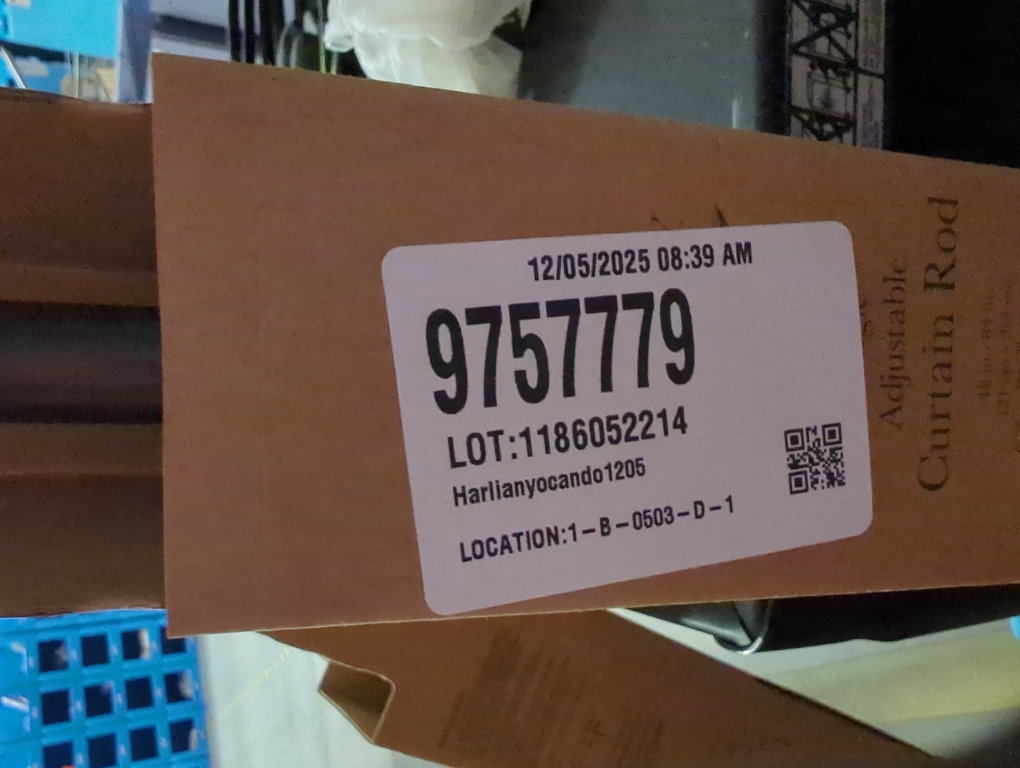 12/05/2025 08:39 AM
9757779
LOT:1186052214
Harlianyocando1205
LOCATION:1-B-0503-D-1
Adjustable
Curtain Rod